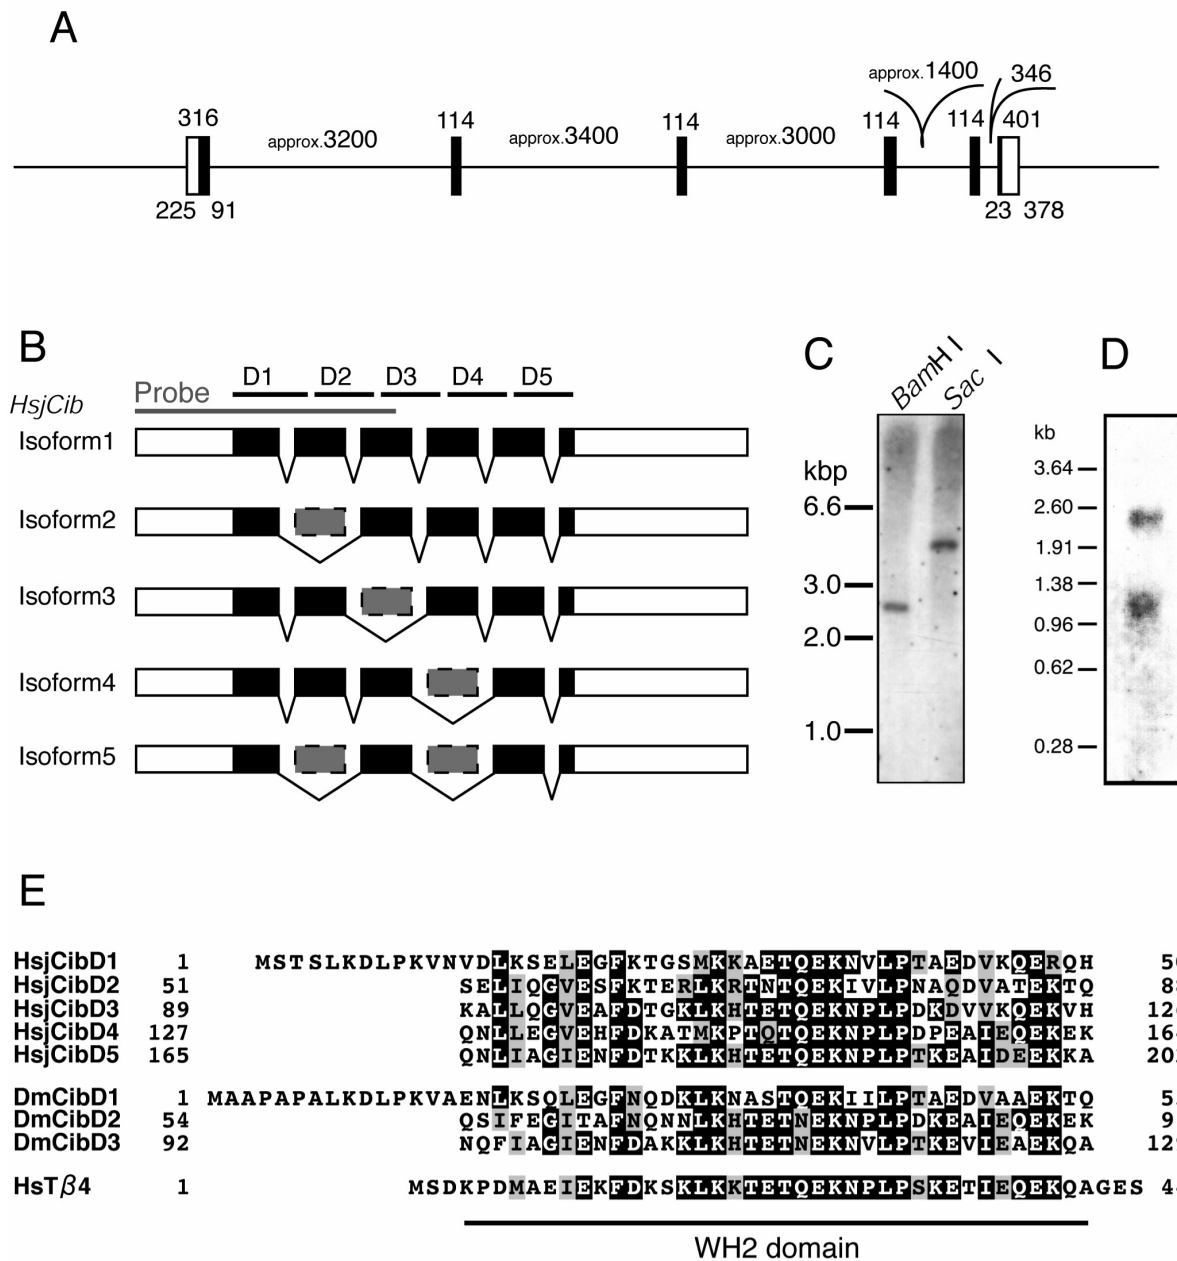 A
approx.1400 346
316 approx.3200 114 approx.3400 114 approx.3000 114 114 401
225 91 23 378
B
D1 D2 D3 D4 D5
Probe
HsjCib
Isoform1
Isoform2
Isoform3
Isoform4
Isoform5
C
BamH I Sac I
kbp
6.6
3.0
2.0
1.0
D
kb
3.64
2.60
1.91
1.38
0.96
0.62
0.28
E
HsjCibD1 1 MSTSLKDLPKVNVDLKSELEGFKTGSMKKAETQEKNVLPTAEDVKQERQH
HsjCibD2 51 SELIQGVESFKTERLKRTNTQEKIVLPNAQDVATEKTQ
HsjCibD3 89 KALLQGVEAFDTGKLKHTETQEKNPLPDKDVVKQEKVH
HsjCibD4 127 QNLLEGVEHFDKATMKPTQTQEKNPLPDPEAIEQEKEK
HsjCibD5 165 QNLIAGIENFDTKKLKHTETQEKNPLPTKEAIDEEKKA
DmCibD1 1 MAAPAPALKDLPKVAENLKSQLEGFNQDKLKNASTQEKIILPTAEDVAAEKTQ
DmCibD2 54 QSIFEGITAFNQNNLKHTETNEKNPLPDKEAIEQEKEK
DmCibD3 92 NQFIAGIENFDAKKLKHTETNEKNVLPTKEVIEAEKQA
HsTβ4 1 MSDKPDMAEIEKFDKSKLKKTETQEKNPLPSKETIEQEKQAGES
WH2 domain